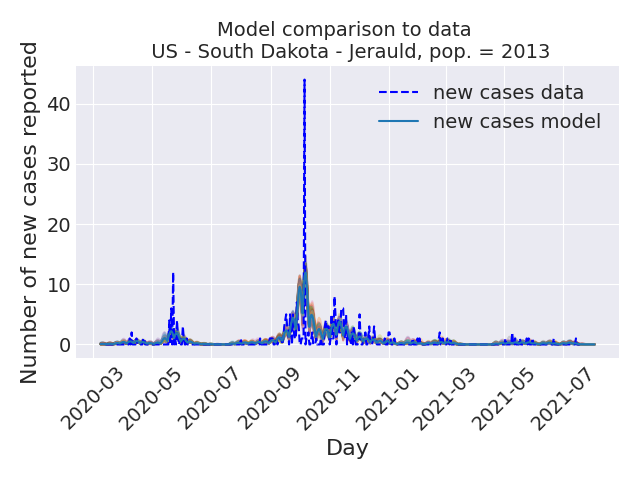 Model comparison to data
US - South Dakota - Jerauld, pop. = 2013
Number of new cases reported
40
30
20
10
0
new cases data
new cases model
2020-03
2020-05
2020-07
2020-09
2020-11
2021-01
2021-03
2021-05
2021-07
Day